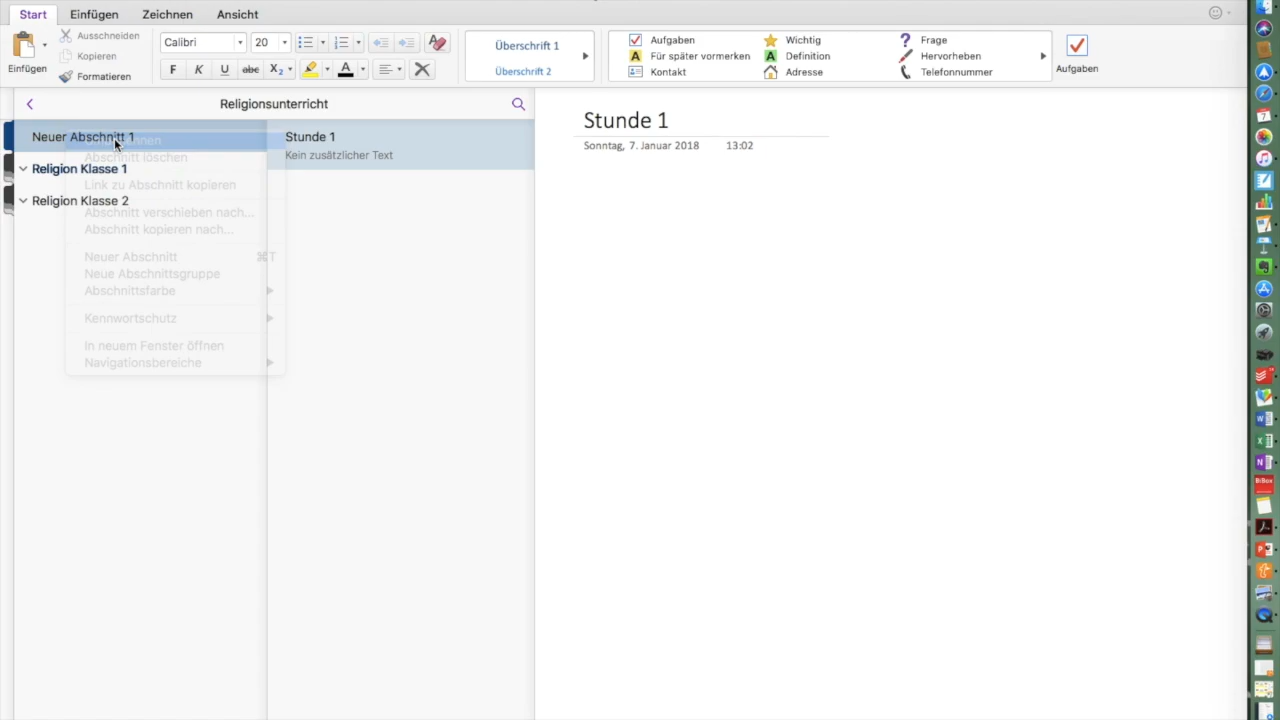 Start Einfügen Zeichnen Ansicht
Einfügen
Ausschneiden
Kopieren
Formatieren
Calibri 20
F K U abc X2 A
Überschrift 1
Überschrift 2
Aufgaben Wichtig Frage
Für später vormerken Definition Hervorheben
Kontakt Adresse Telefonnummer
Aufgaben
Religionsunterricht
Neuer Abschnitt 1
Religion Klasse 1
Religion Klasse 2
Abschnitt löschen
Link zu Abschnitt kopieren
Abschnitt verschieben nach...
Abschnitt kopieren nach...
Neuer Abschnitt ⌘T
Neue Abschnittsgruppe
Abschnittsfarbe
Kennwortschutz
In neuem Fenster öffnen
Navigationsbereiche
Stunde 1
Kein zusätzlicher Text
Stunde 1
Sonntag, 7. Januar 2018 13:02
BiBox